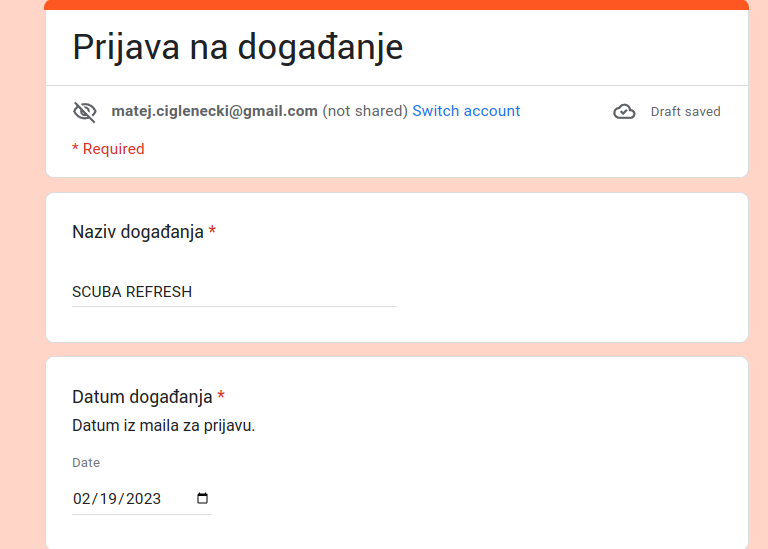 Prijava na događanje
matej.ciglenecki@gmail.com (not shared) Switch account
Draft saved
* Required
Naziv događanja *
SCUBA REFRESH
Datum događanja *
Datum iz maila za prijavu.
Date
02/19/2023